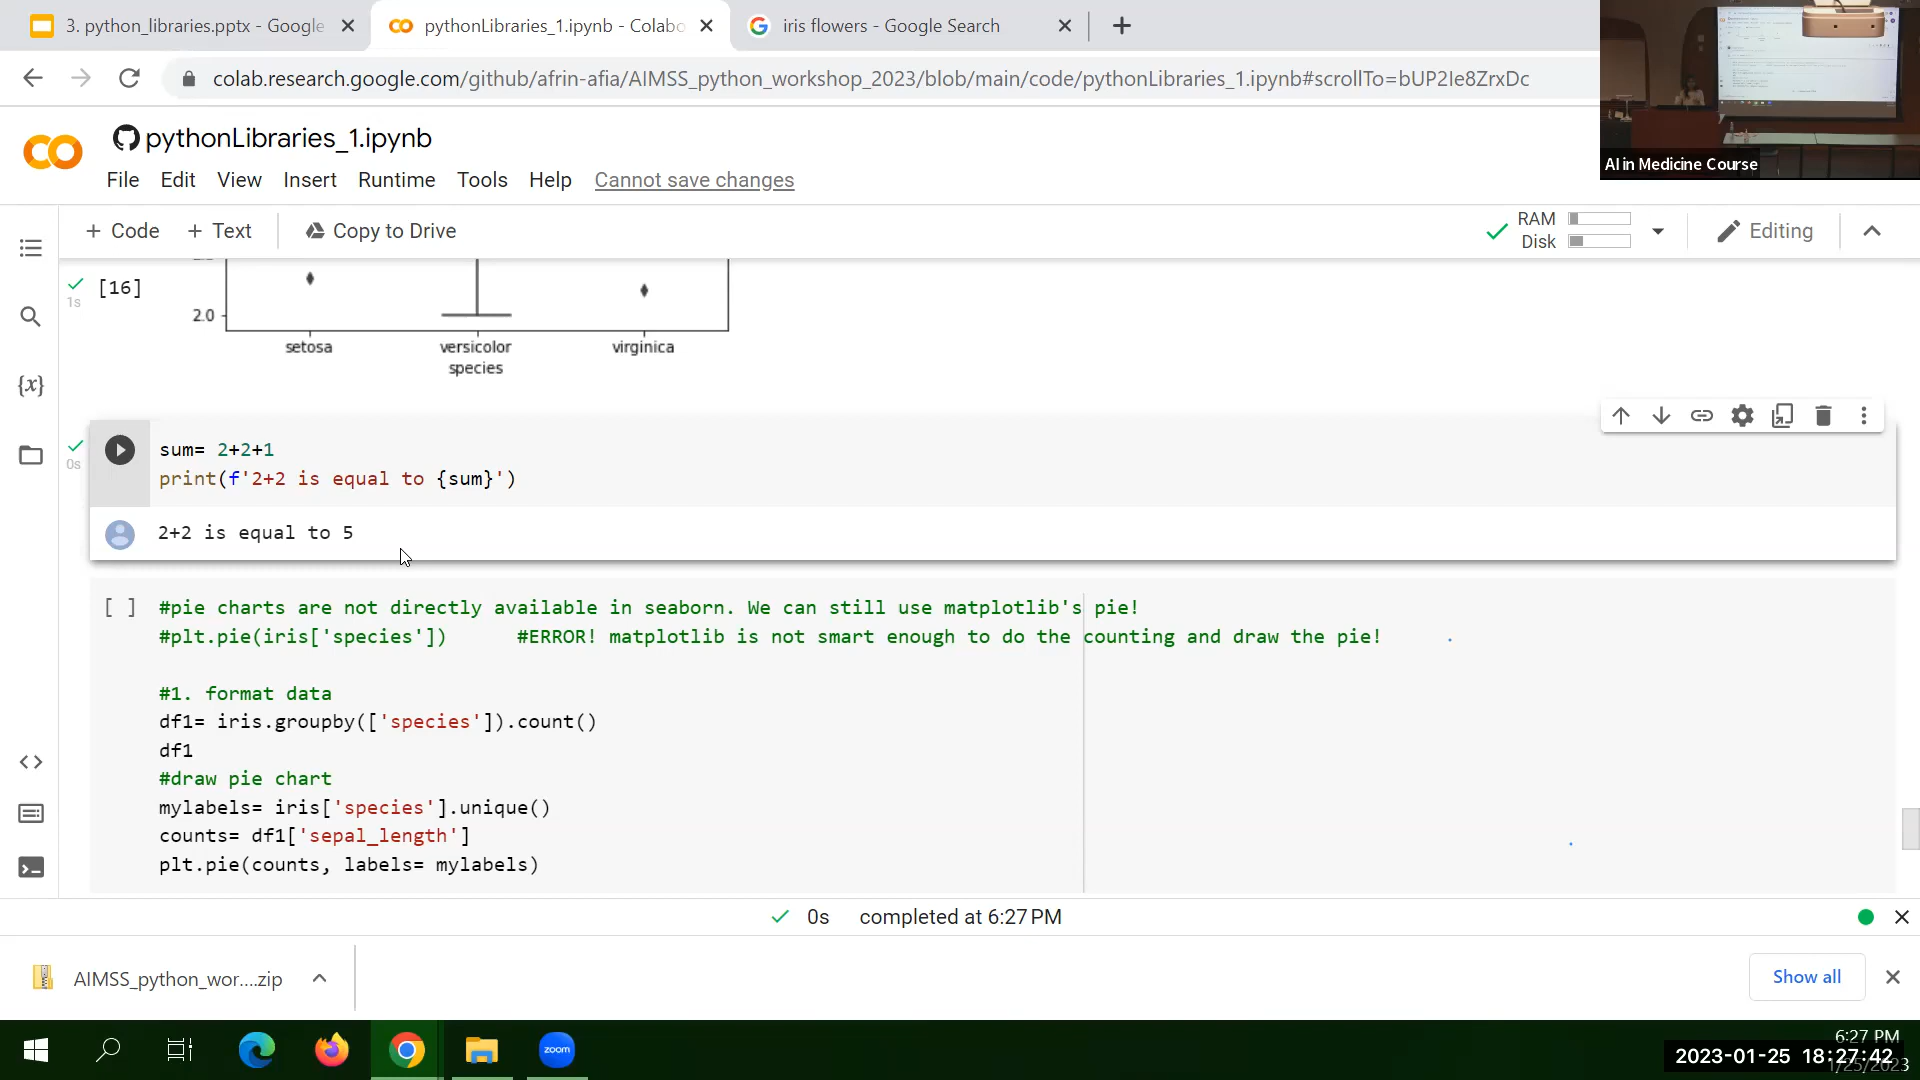 3. python_libraries.pptx - Google
pythonLibraries_1.ipynb - Colabo
iris flowers - Google Search
colab.research.google.com/github/afrin-afia/AIMSS_python_workshop_2023/blob/main/code/pythonLibraries_1.ipynb#scrollTo=bUP2Ie8ZrxDc
AI in Medicine Course
pythonLibraries_1.ipynb
File Edit View Insert Runtime Tools Help Cannot save changes
+ Code + Text Copy to Drive
RAM
Disk
Editing
1s
[16]
2.0
setosa versicolor virginica
species
{x}
0s
sum= 2+2+1
print(f'2+2 is equal to {sum}')
2+2 is equal to 5
[ ] #pie charts are not directly available in seaborn. We can still use matplotlib's pie!
#plt.pie(iris['species']) #ERROR! matplotlib is not smart enough to do the counting and draw the pie!
#1. format data
df1= iris.groupby(['species']).count()
df1
#draw pie chart
mylabels= iris['species'].unique()
counts= df1['sepal_length']
plt.pie(counts, labels= mylabels)
0s completed at 6:27 PM
AIMSS_python_wor....zip
Show all
zoom
6:27 PM
2023-01-25 18:27:42